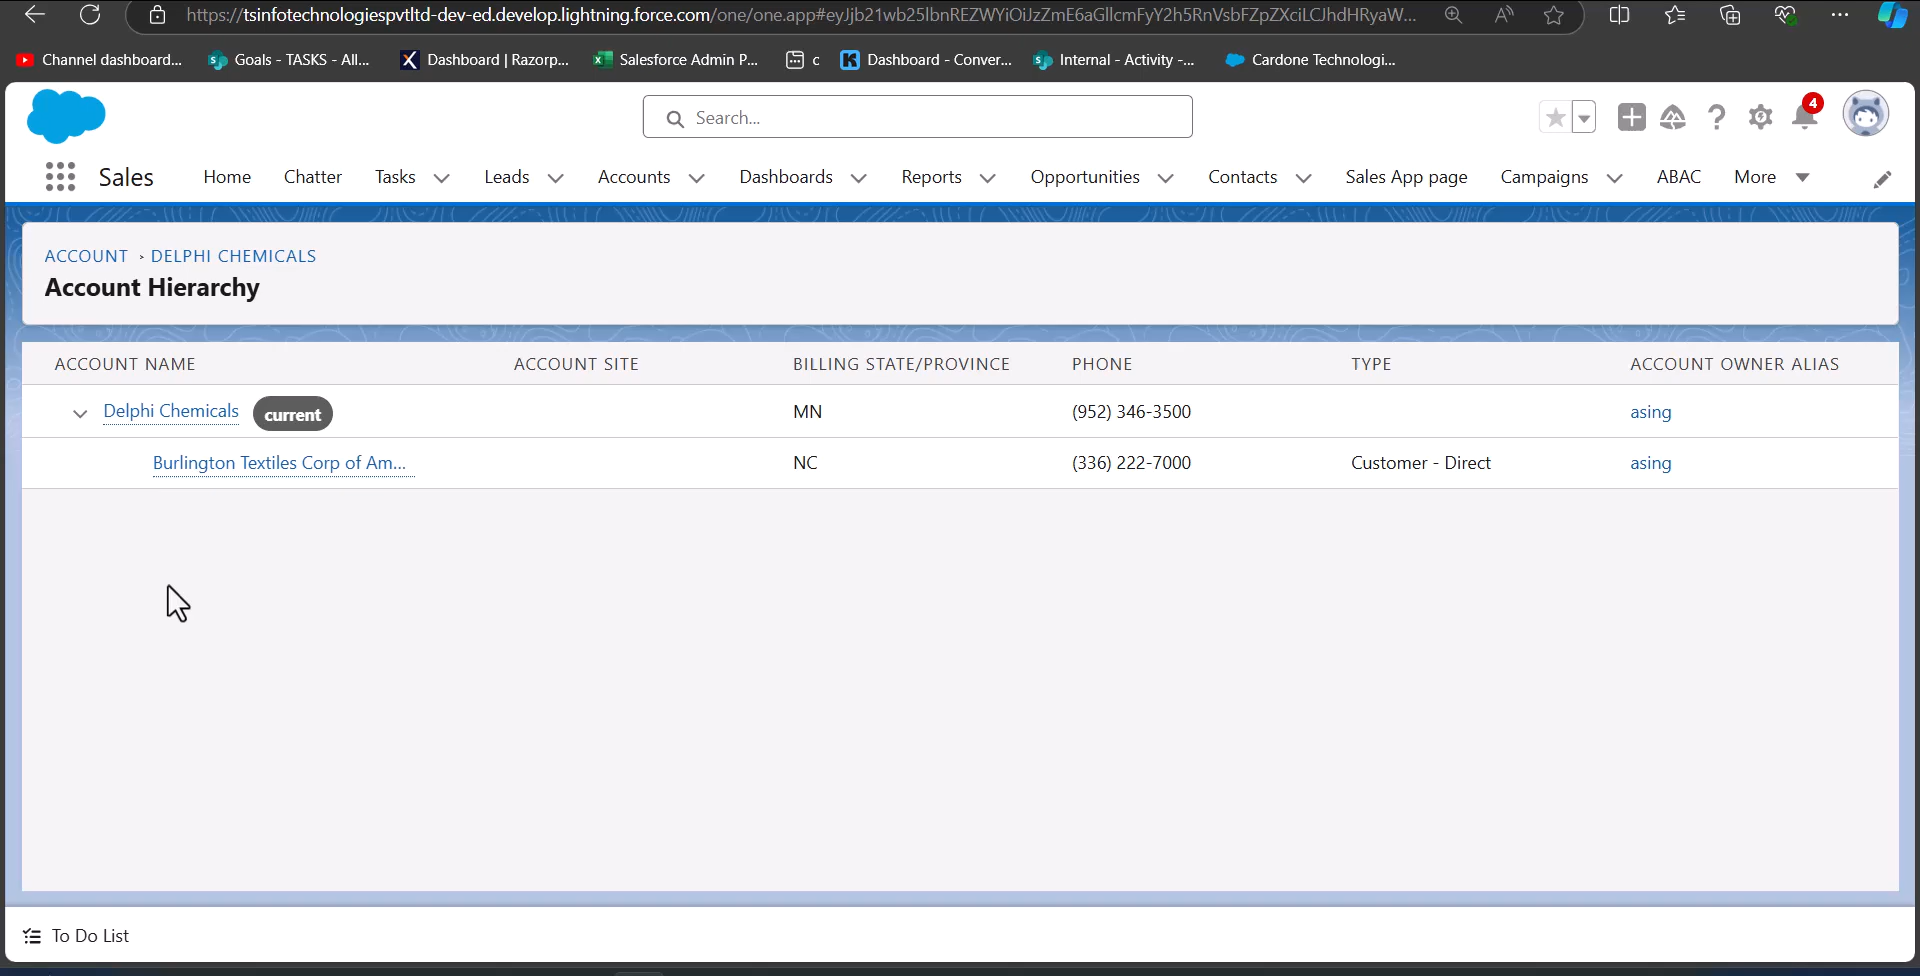 https://tsinfotechnologiespvtltd-dev-ed.develop.lightning.force.com/one/one.app#eyJjb21wb25lbnREZWYiOiJzZmE6aGllcmFyY2h5RnVsbFZpZXciLCJhdHRyaW...
Channel dashboard... Goals - TASKS - All... Dashboard | Razorp... Salesforce Admin P... c Dashboard - Conver... Internal - Activity -... Cardone Technologi...
Search...
4
Sales Home Chatter Tasks Leads Accounts Dashboards Reports Opportunities Contacts Sales App page Campaigns ABAC More
ACCOUNT > DELPHI CHEMICALS
Account Hierarchy
ACCOUNT NAME ACCOUNT SITE BILLING STATE/PROVINCE PHONE TYPE ACCOUNT OWNER ALIAS
Delphi Chemicals current MN (952) 346-3500 asing
Burlington Textiles Corp of Am... NC (336) 222-7000 Customer - Direct asing
To Do List